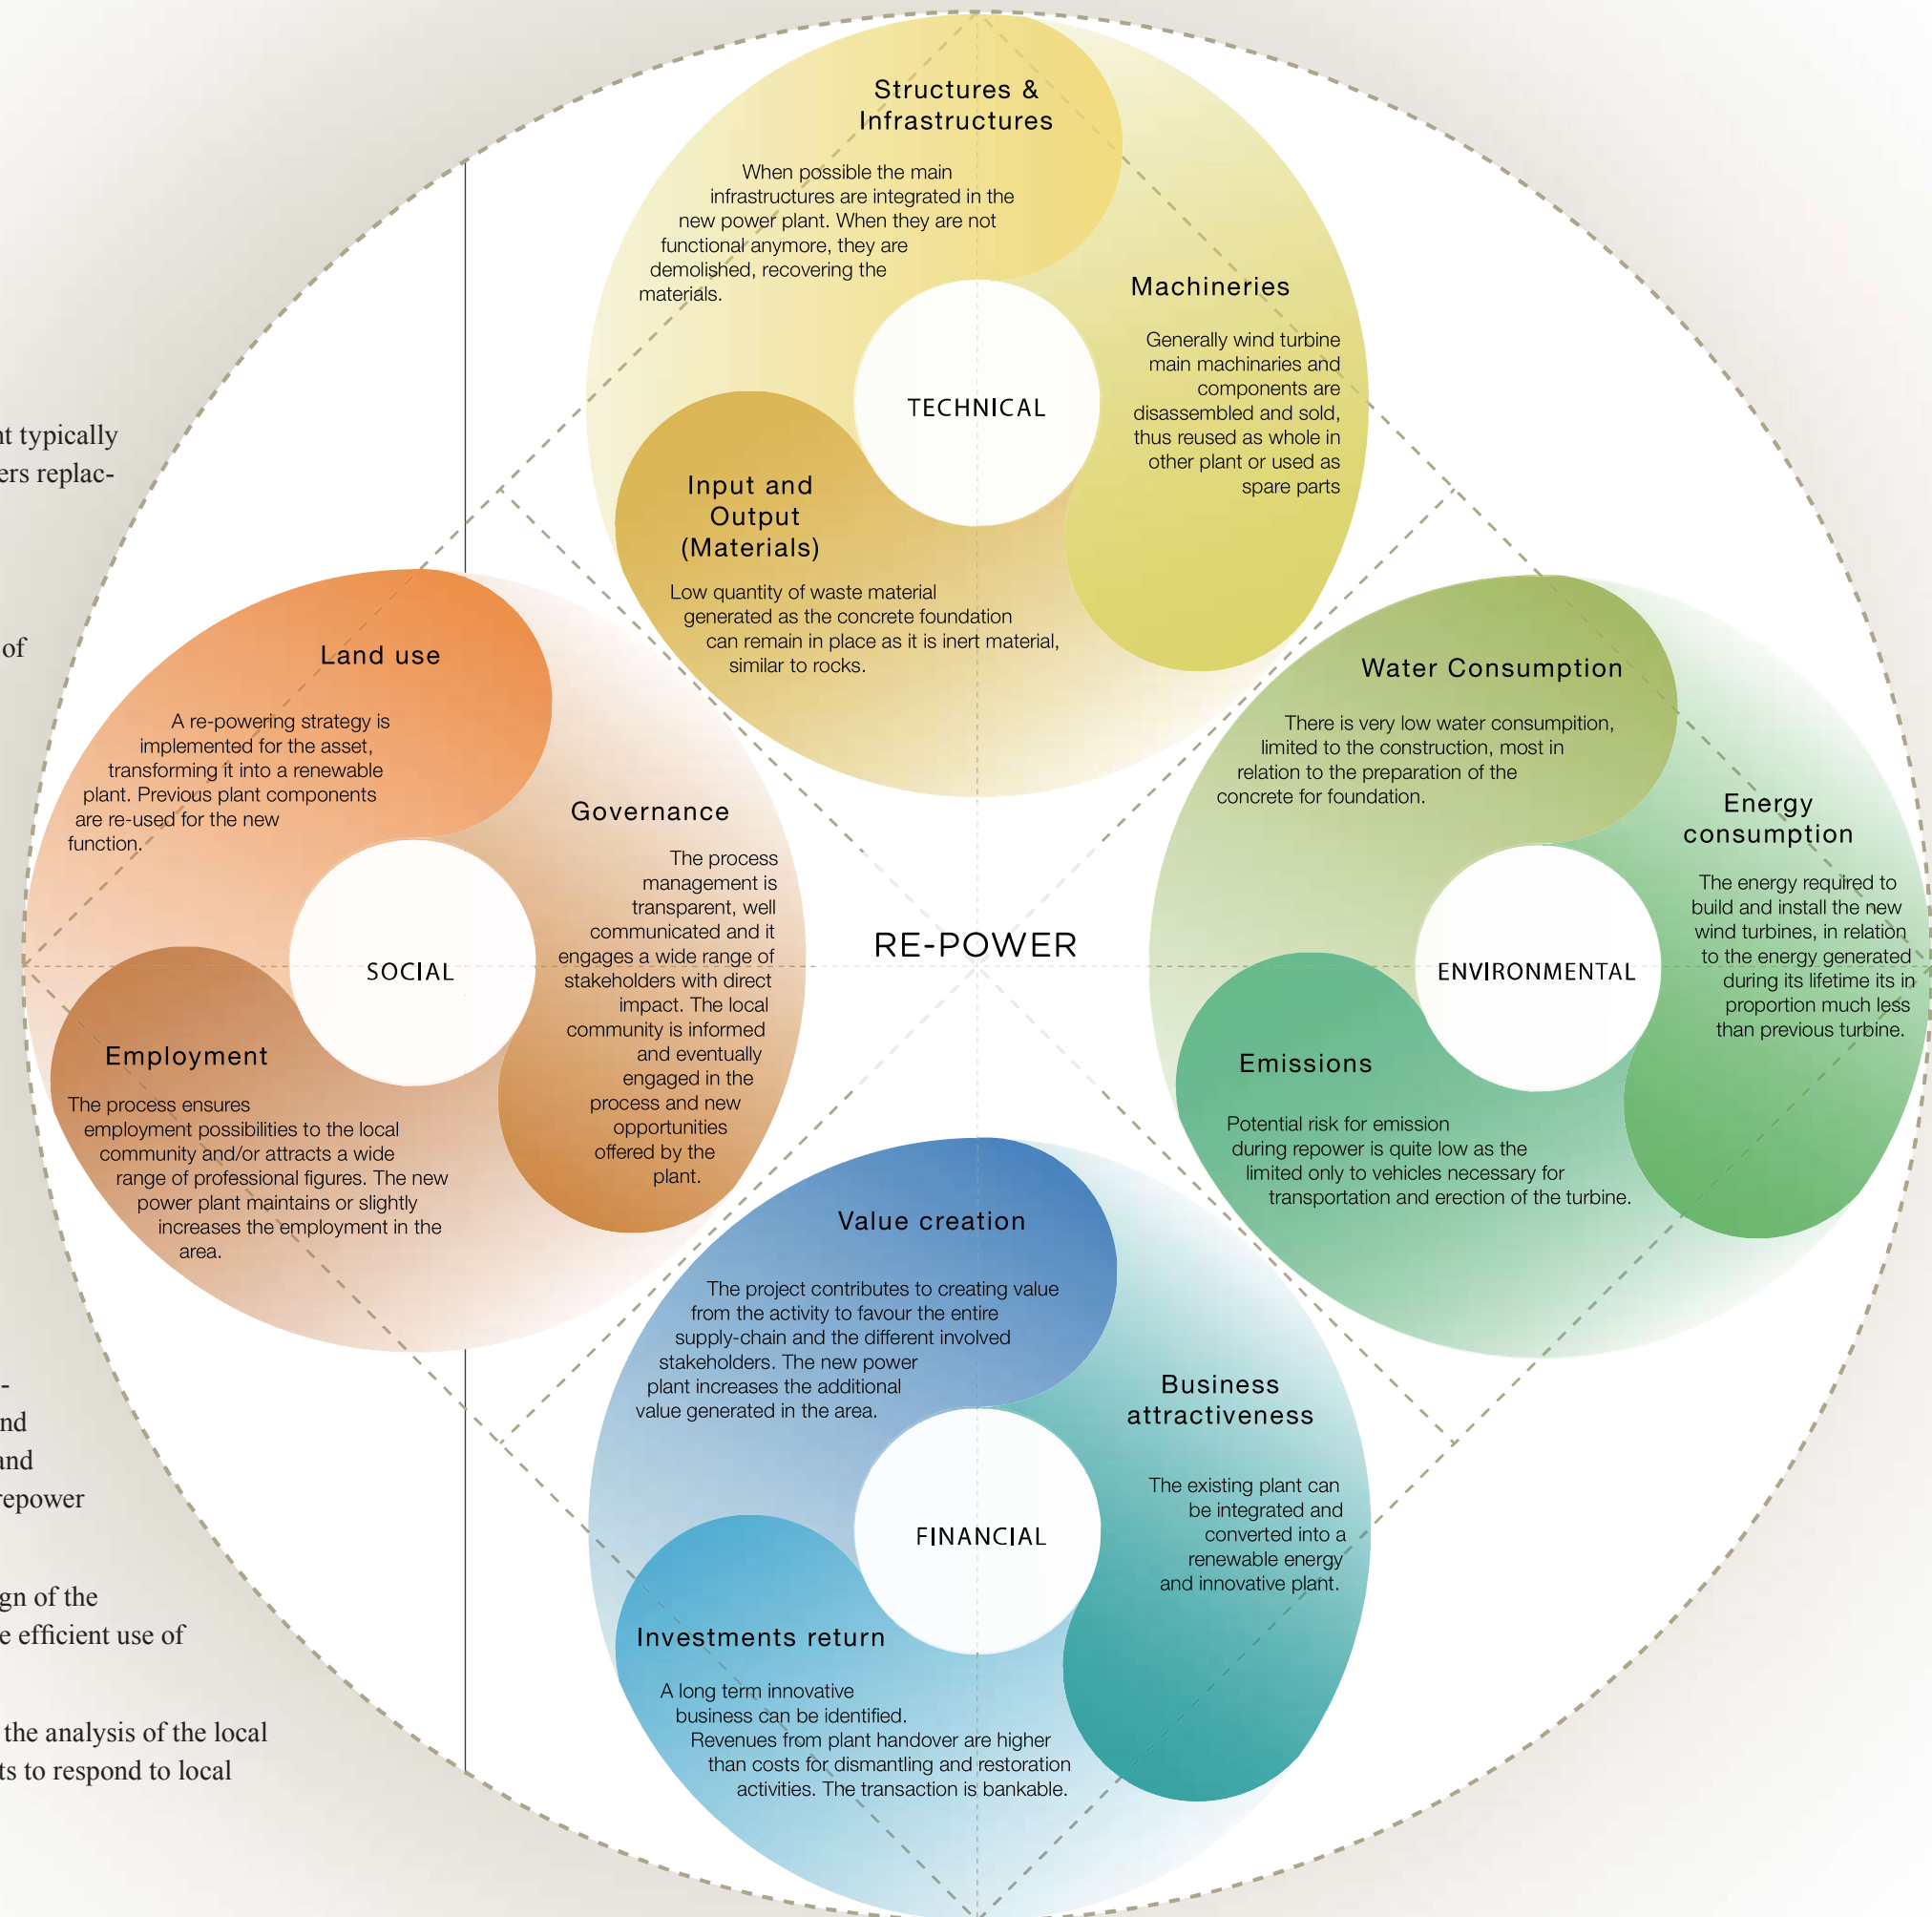 Structures &
Infrastructures
When possible the main
infrastructures are integrated in the
new power plant. When they are not
functional anymore, they are
demolished, recovering the
materials.
Machineries
Generally wind turbine
main machinaries and
components are
disassembled and sold,
thus reused as whole in
other plant or used as
spare parts
TECHNICAL
Input and
Output
(Materials)
Low quantity of waste material
generated as the concrete foundation
can remain in place as it is inert material,
similar to rocks.
nt typically
ers replac-
of
Land use
A re-powering strategy is
implemented for the asset,
transforming it into a renewable
plant. Previous plant components
are re-used for the new
function.
Governance
The process
management is
transparent, well
communicated and it
engages a wide range of
stakeholders with direct
impact. The local
community is informed
and eventually
engaged in the
process and new
opportunities
offered by the
plant.
SOCIAL
Employment
The process ensures
employment possibilities to the local
community and/or attracts a wide
range of professional figures. The new
power plant maintains or slightly
increases the employment in the
area.
RE-POWER
Water Consumption
There is very low water consumpition,
limited to the construction, most in
relation to the preparation of the
concrete for foundation.
Energy
consumption
The energy required to
build and install the new
wind turbines, in relation
to the energy generated
during its lifetime its in
proportion much less
than previous turbine.
ENVIRONMENTAL
Emissions
Potential risk for emission
during repower is quite low as the
limited only to vehicles necessary for
transportation and erection of the turbine.
Value creation
The project contributes to creating value
from the activity to favour the entire
supply-chain and the different involved
stakeholders. The new power
plant increases the additional
value generated in the area.
Business
attractiveness
The existing plant can
be integrated and
converted into a
renewable energy
and innovative plant.
FINANCIAL
Investments return
A long term innovative
business can be identified.
Revenues from plant handover are higher
than costs for dismantling and restoration
activities. The transaction is bankable.
-
nd
and
repower
gn of the
e efficient use of
the analysis of the local
ts to respond to local